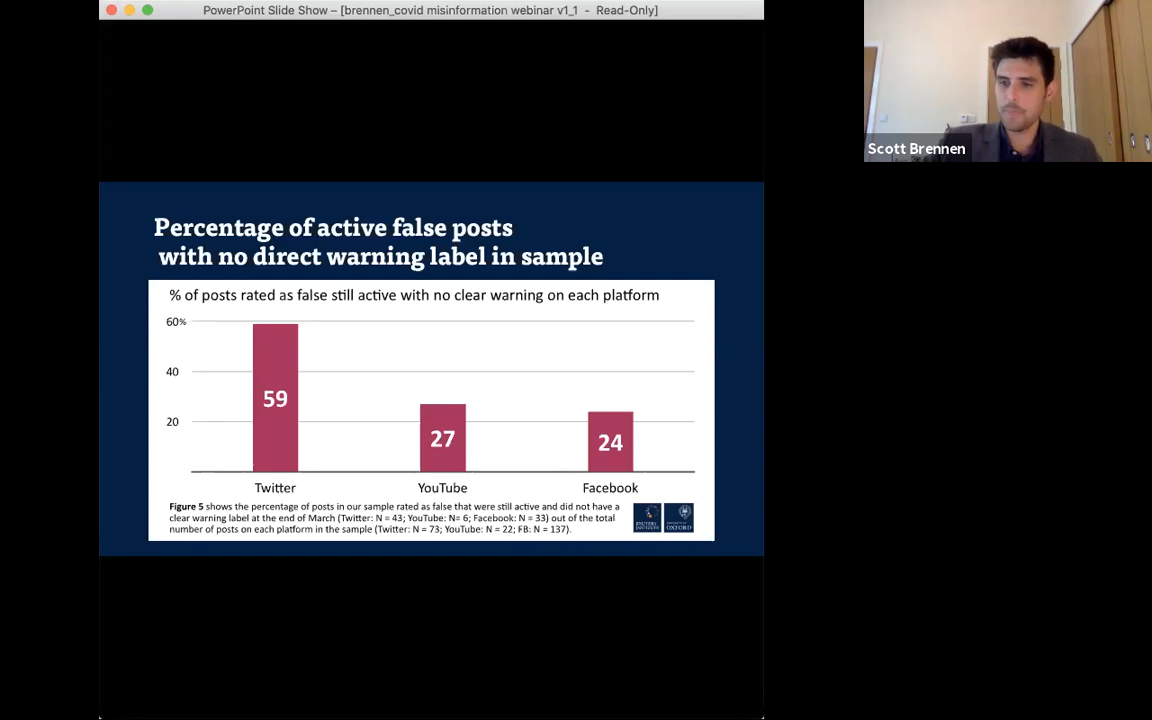 PowerPoint Slide Show – [brennen_covid misinformation webinar v1_1 - Read-Only]
Scott Brennen
Percentage of active false posts
with no direct warning label in sample
% of posts rated as false still active with no clear warning on each platform
60%
40
20
59
27
24
Twitter
YouTube
Facebook
Figure 5 shows the percentage of posts in our sample rated as false that were still active and did not have a
clear warning label at the end of March (Twitter: N = 43; YouTube: N= 6; Facebook: N = 33) out of the total
number of posts on each platform in the sample (Twitter: N = 73; YouTube: N = 22; FB: N = 137).
REUTERS
INSTITUTE
UNIVERSITY OF
OXFORD